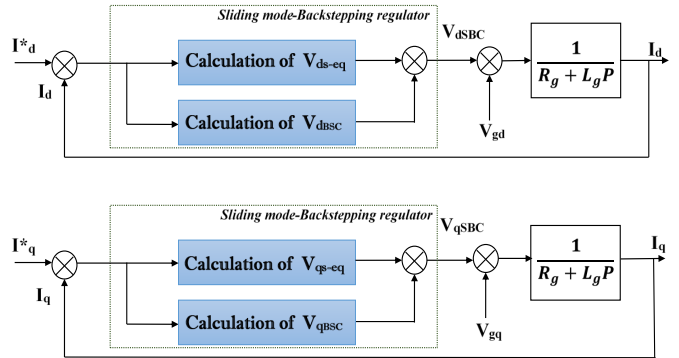 Sliding mode-Backstepping regulator
I*d
Id
Calculation of Vds-eq
Calculation of VdBSC
VdSBC
Vgd
1
Rg + LgP
Id
Sliding mode-Backstepping regulator
I*q
Iq
Calculation of Vqs-eq
Calculation of VqBSC
VqSBC
Vgq
1
Rg + LgP
Iq